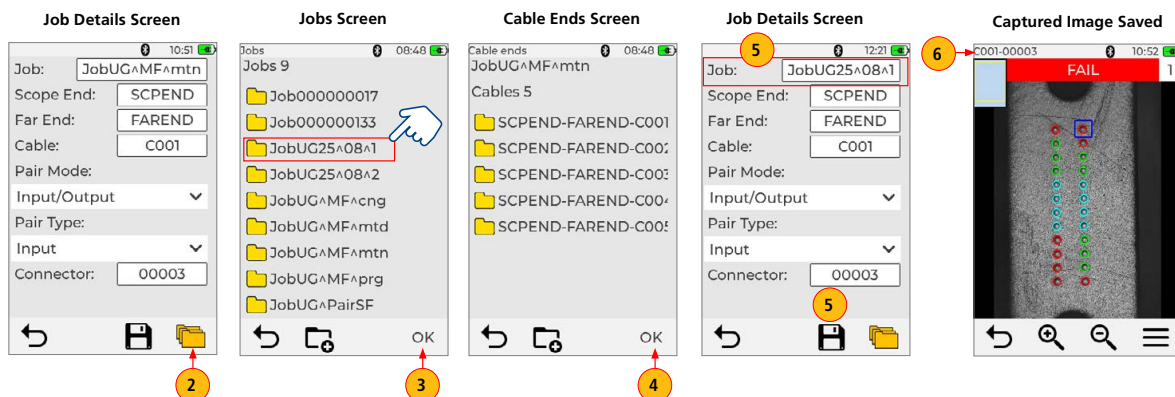 Job Details Screen
10:51
Job: JobUG^MF^mtn
Scope End: SCPEND
Far End: FAREND
Cable: C001
Pair Mode:
Input/Output
Pair Type:
Input
Connector: 00003
2
Jobs Screen
Jobs 08:48
Jobs 9
Job000000017
Job000000133
JobUG25^08^1
JobUG25^08^2
JobUG^MF^cng
JobUG^MF^mtd
JobUG^MF^mtn
JobUG^MF^prg
JobUG^PairSF
OK
3
Cable Ends Screen
Cable ends 08:48
JobUG^MF^mtn
Cables 5
SCPEND-FAREND-C001
SCPEND-FAREND-C002
SCPEND-FAREND-C003
SCPEND-FAREND-C004
SCPEND-FAREND-C005
OK
4
Job Details Screen
5 12:21
Job: JobUG25^08^1
Scope End: SCPEND
Far End: FAREND
Cable: C001
Pair Mode:
Input/Output
Pair Type:
Input
Connector: 00003
5
Captured Image Saved
6 C001-00003 10:52
FAIL 1